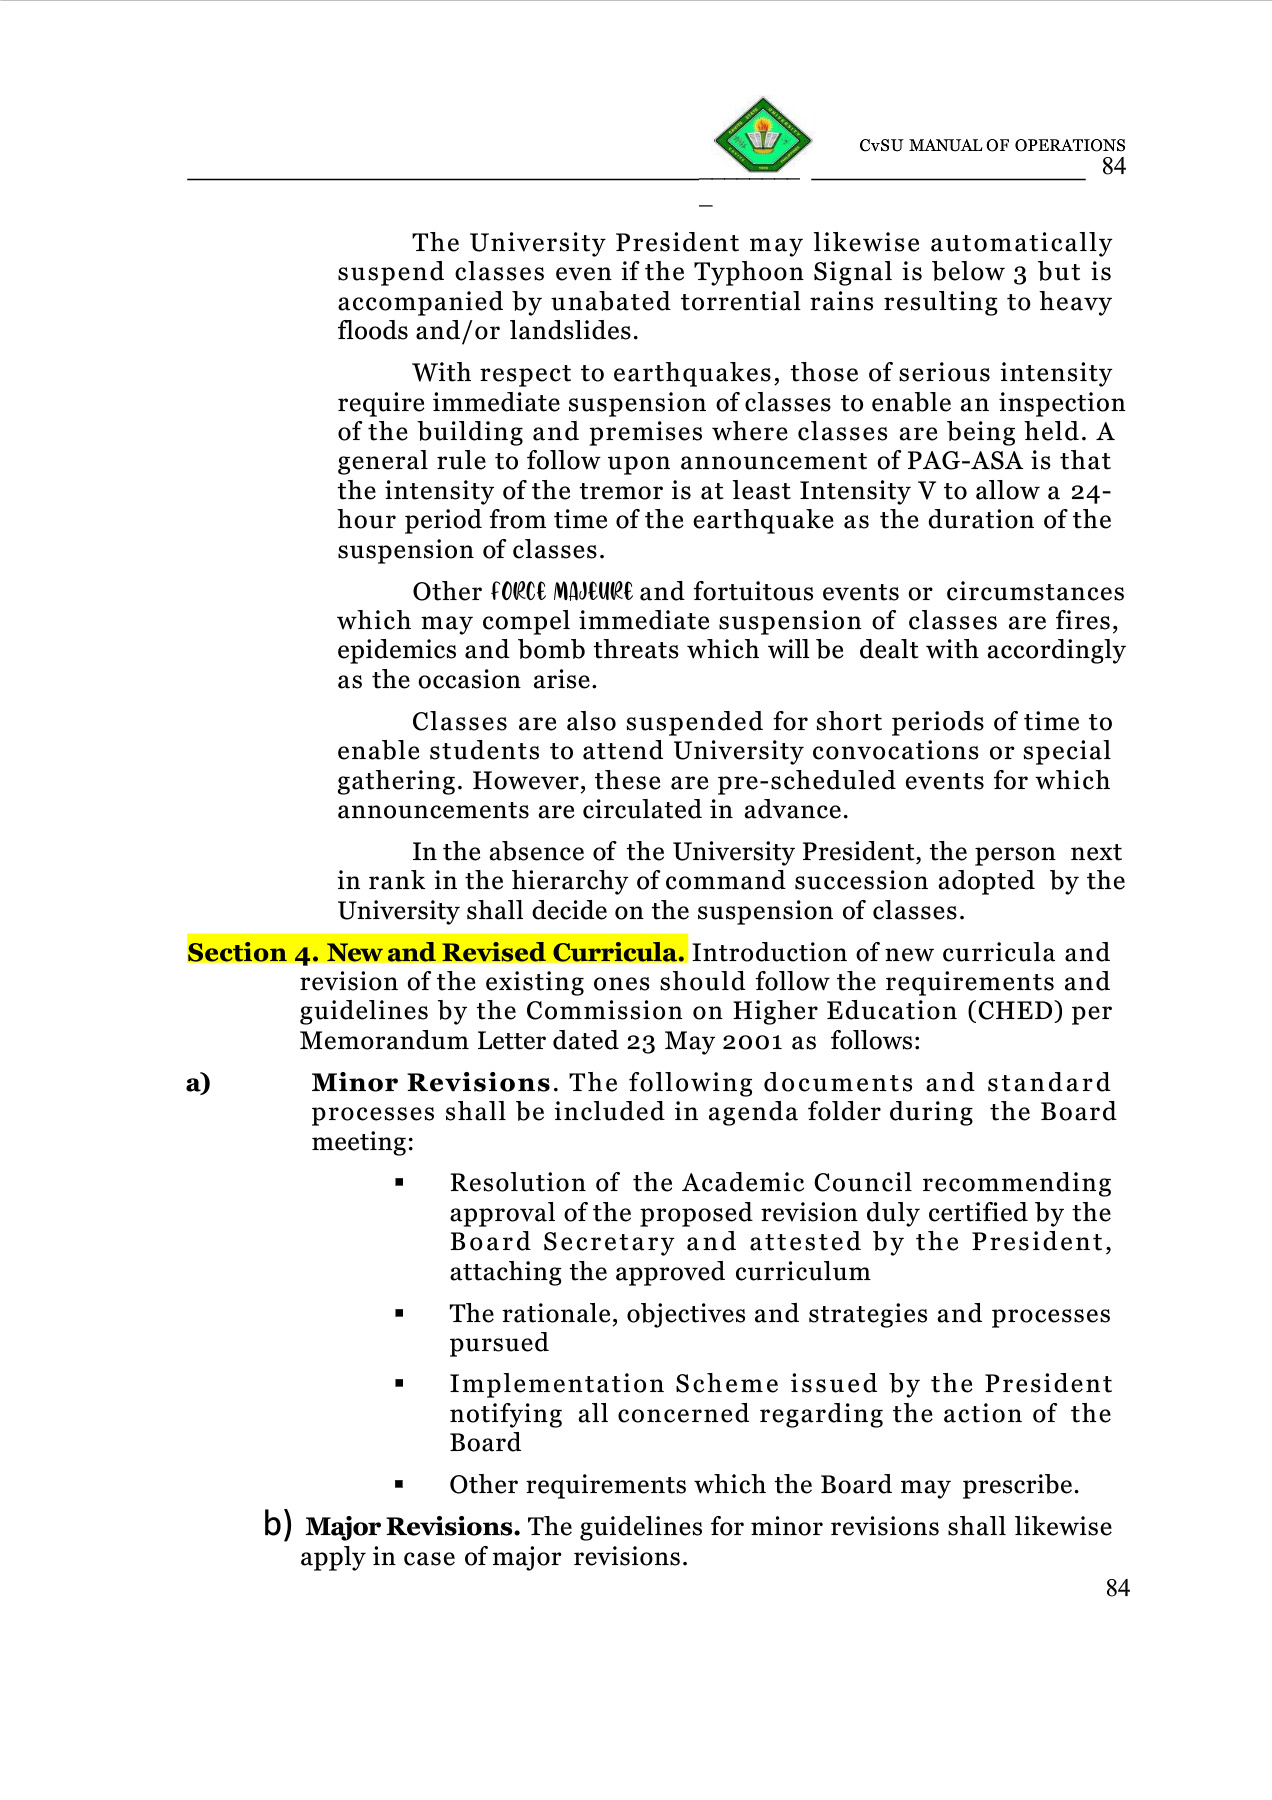 CvSU MANUAL OF OPERATIONS
84
The University President may likewise automatically
suspend classes even if the Typhoon Signal is below 3 but is
accompanied by unabated torrential rains resulting to heavy
floods and/or landslides.
With respect to earthquakes, those of serious intensity
require immediate suspension of classes to enable an inspection
of the building and premises where classes are being held. A
general rule to follow upon announcement of PAG-ASA is that
the intensity of the tremor is at least Intensity V to allow a 24-
hour period from time of the earthquake as the duration of the
suspension of classes.
Other FORCE MAJEURE and fortuitous events or circumstances
which may compel immediate suspension of classes are fires,
epidemics and bomb threats which will be dealt with accordingly
as the occasion arise.
Classes are also suspended for short periods of time to
enable students to attend University convocations or special
gathering. However, these are pre-scheduled events for which
announcements are circulated in advance.
In the absence of the University President, the person next
in rank in the hierarchy of command succession adopted by the
University shall decide on the suspension of classes.
Section 4. New and Revised Curricula. Introduction of new curricula and
revision of the existing ones should follow the requirements and
guidelines by the Commission on Higher Education (CHED) per
Memorandum Letter dated 23 May 2001 as follows:
a) Minor Revisions. The following documents and standard
processes shall be included in agenda folder during the Board
meeting:
▪ Resolution of the Academic Council recommending
approval of the proposed revision duly certified by the
Board Secretary and attested by the President,
attaching the approved curriculum
▪ The rationale, objectives and strategies and processes
pursued
▪ Implementation Scheme issued by the President
notifying all concerned regarding the action of the
Board
▪ Other requirements which the Board may prescribe.
b) Major Revisions. The guidelines for minor revisions shall likewise
apply in case of major revisions.
84